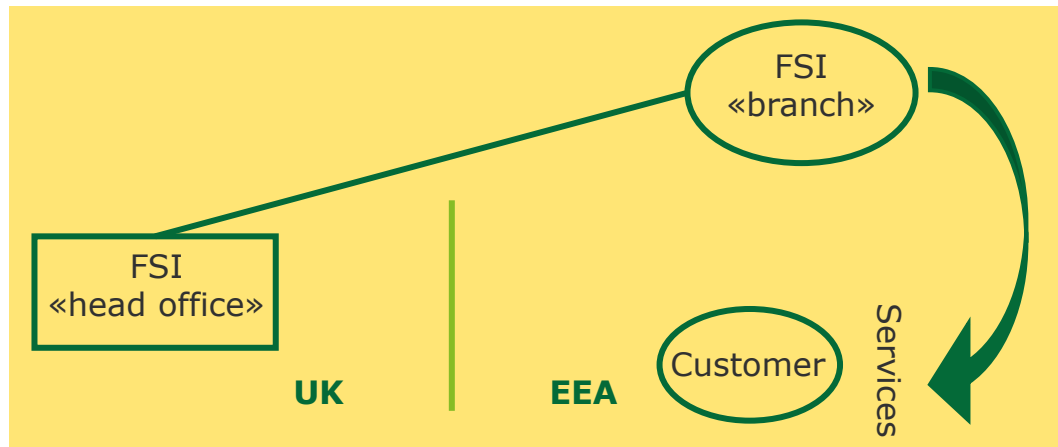 FSI
«branch»
FSI
«head office»
Services
Customer
UK
EEA